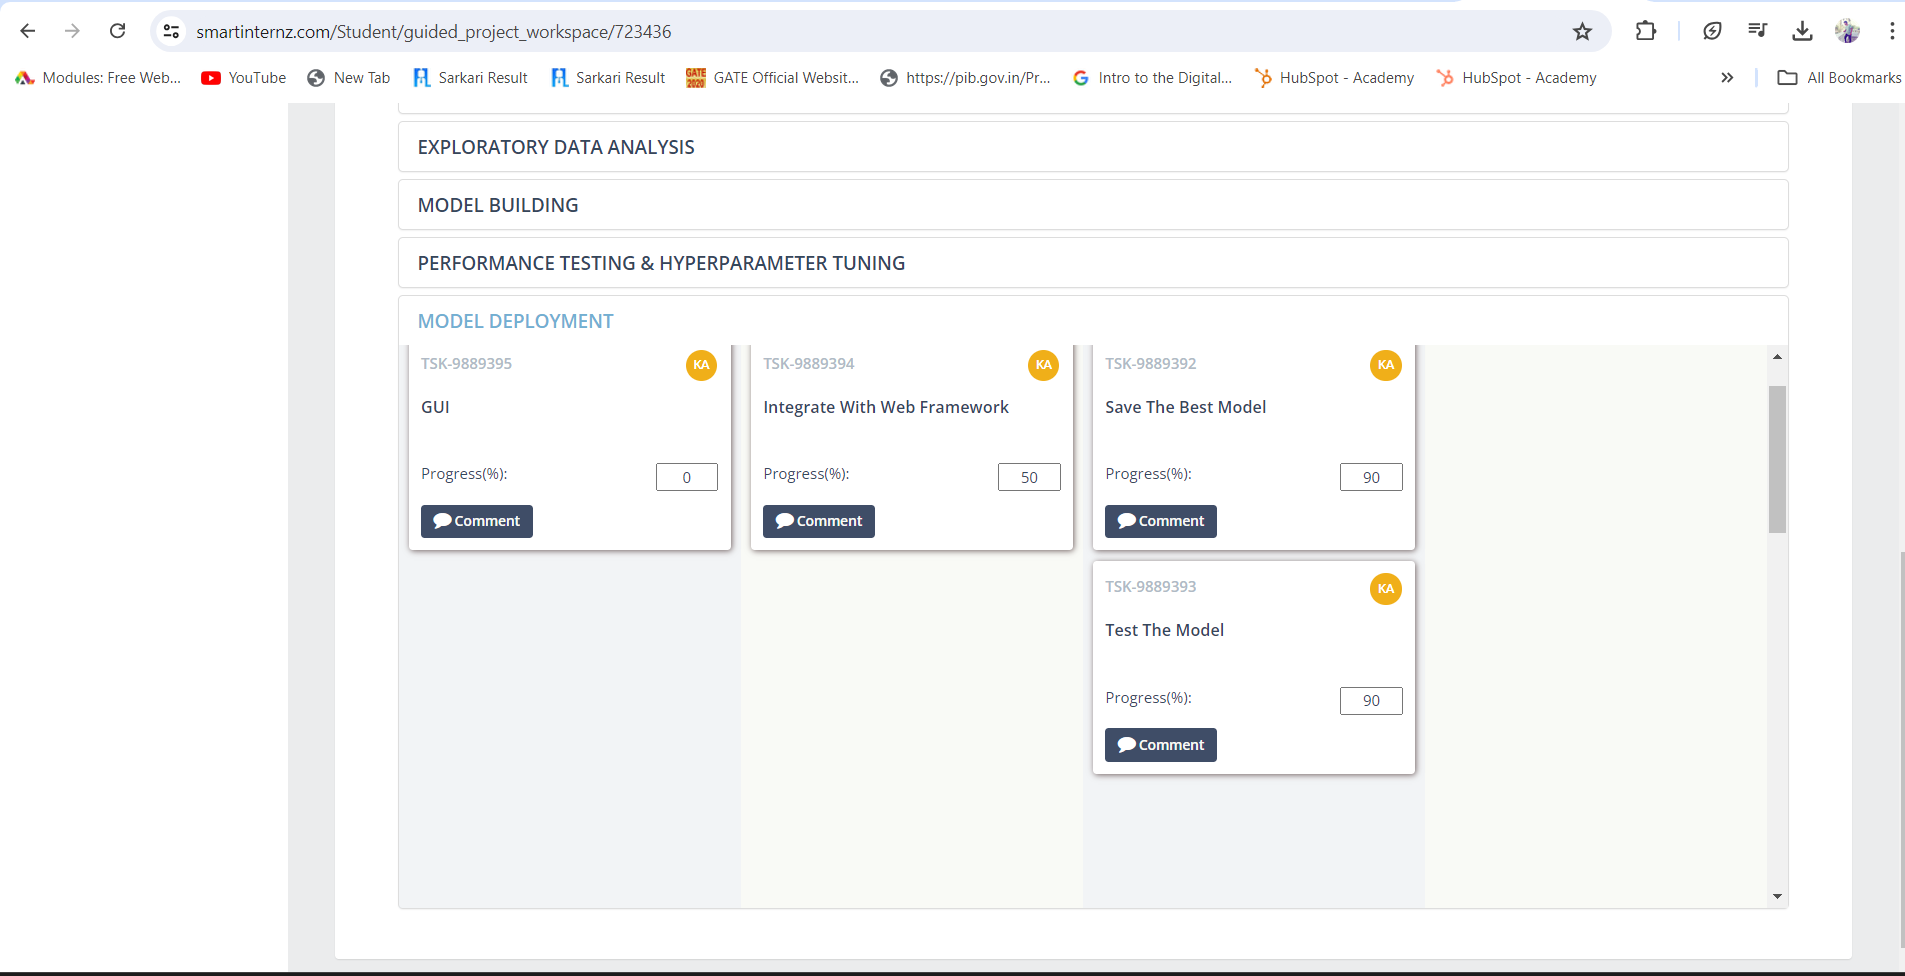 smartinternz.com/Student/guided_project_workspace/723436
Modules: Free Web... YouTube New Tab Sarkari Result Sarkari Result GATE 2020 GATE Official Websit... https://pib.gov.in/Pr... Intro to the Digital... HubSpot - Academy HubSpot - Academy » All Bookmarks
EXPLORATORY DATA ANALYSIS
MODEL BUILDING
PERFORMANCE TESTING & HYPERPARAMETER TUNING
MODEL DEPLOYMENT
TSK-9889395 KA
GUI
Progress(%): 0
Comment
TSK-9889394 KA
Integrate With Web Framework
Progress(%): 50
Comment
TSK-9889392 KA
Save The Best Model
Progress(%): 90
Comment
TSK-9889393 KA
Test The Model
Progress(%): 90
Comment